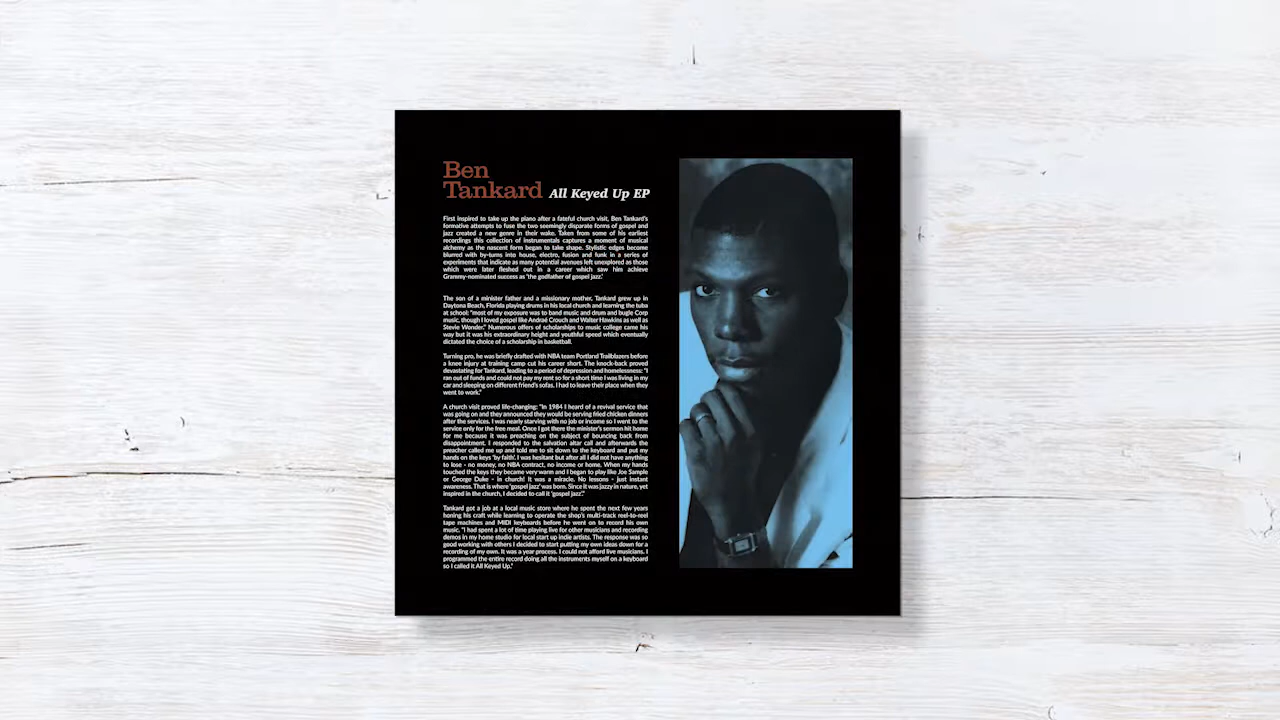 Ben
Tankard All Keyed Up EP
First inspired to take up the piano after a fateful church visit, Ben Tankard's
formative attempts to fuse the two seemingly disparate forms of gospel and
jazz created a new genre in their wake. Taken from some of his earliest
recordings this collection of instrumentals captures a moment of musical
alchemy as the nascent form began to take shape. Stylistic edges become
blurred with by-turns into house, electro, fusion and funk in a series of
experiments that indicate as many potential avenues left unexplored as those
which were later fleshed out in a career which saw him achieve
Grammy-nominated success as 'the godfather of gospel jazz.'
The son of a minister father and a missionary mother, Tankard grew up in
Daytona Beach, Florida playing drums in his local church and learning the tuba
at school: "most of my exposure was to band music and drum and bugle Corp
music, though I loved gospel like Andraé Crouch and Walter Hawkins as well as
Stevie Wonder." Numerous offers of scholarships to music college came his
way but it was his extraordinary height and youthful speed which eventually
dictated the choice of a scholarship in basketball.
Turning pro, he was briefly drafted with NBA team Portland Trailblazers before
a knee injury at training camp cut his career short. The knock-back proved
devastating for Tankard, leading to a period of depression and homelessness: "I
ran out of funds and could not pay my rent so for a short time I was living in my
car and sleeping on different friend's sofas. I had to leave their place when they
went to work."
A church visit proved life-changing: "In 1984 I heard of a revival service that
was going on and they announced they would be serving fried chicken dinners
after the services. I was nearly starving with no job or income so I went to the
service only for the free meal. Once I got there the minister's sermon hit home
for me because it was preaching on the subject of bouncing back from
disappointment. I responded to the salvation altar call and afterwards the
preacher called me up and told me to sit down to the keyboard and put my
hands on the keys 'by faith'. I was hesitant but after all I did not have anything
to lose - no money, no NBA contract, no income or home. When my hands
touched the keys they became very warm and I began to play like Joe Sample
or George Duke - in church! It was a miracle. No lessons - just instant
awareness. That is where 'gospel jazz' was born. Since it was jazzy in nature, yet
inspired in the church, I decided to call it 'gospel jazz'."
Tankard got a job at a local music store where he spent the next few years
honing his craft while learning to operate the shop's multi-track reel-to-reel
tape machines and MIDI keyboards before he went on to record his own
music. "I had spent a lot of time playing live for other musicians and recording
demos in my home studio for local start up indie artists. The response was so
good working with others I decided to start putting my own ideas down for a
recording of my own. It was a year process. I could not afford live musicians. I
programmed the entire record doing all the instruments myself on a keyboard
so I called it All Keyed Up."